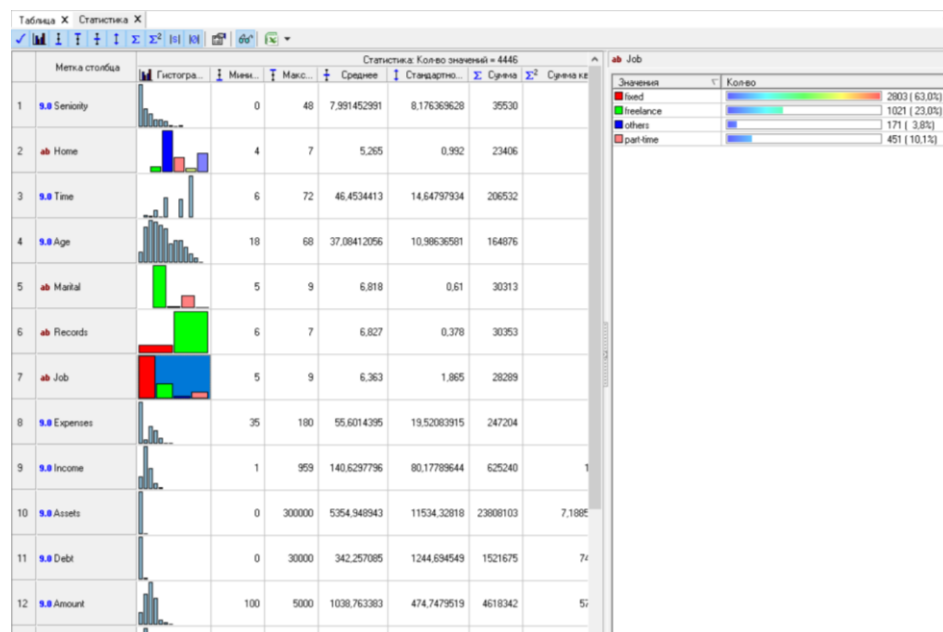 Таблица X Статистика X
Метка столбца
Статистика: Кол-во значений = 4446
Гистогра... Мини... Макс... Среднее Стандартно... Σ Сумма Σ² Сумма кв
1 9.0 Seniority 0 48 7,991452991 8,176369628 35530
2 ab Home 4 7 5,265 0,992 23406
3 9.0 Time 6 72 46,4534413 14,64797934 206532
4 9.0 Age 18 68 37,08412056 10,98636581 164876
5 ab Marital 5 9 6,818 0,61 30313
6 ab Records 6 7 6,827 0,378 30353
7 ab Job 5 9 6,363 1,865 28289
8 9.0 Expenses 35 180 55,6014395 19,52083915 247204
9 9.0 Income 1 959 140,6297796 80,17789644 625240 1
10 9.0 Assets 0 300000 5354,948943 11534,32818 23808103 7,1885
11 9.0 Debt 0 30000 342,257085 1244,694549 1521675 74
12 9.0 Amount 100 5000 1038,763383 474,7479519 4618342 57
ab Job
Значения Кол-во
fixed 2803 ( 63,0%)
freelance 1021 ( 23,0%)
others 171 ( 3,8%)
part-time 451 ( 10,1%)